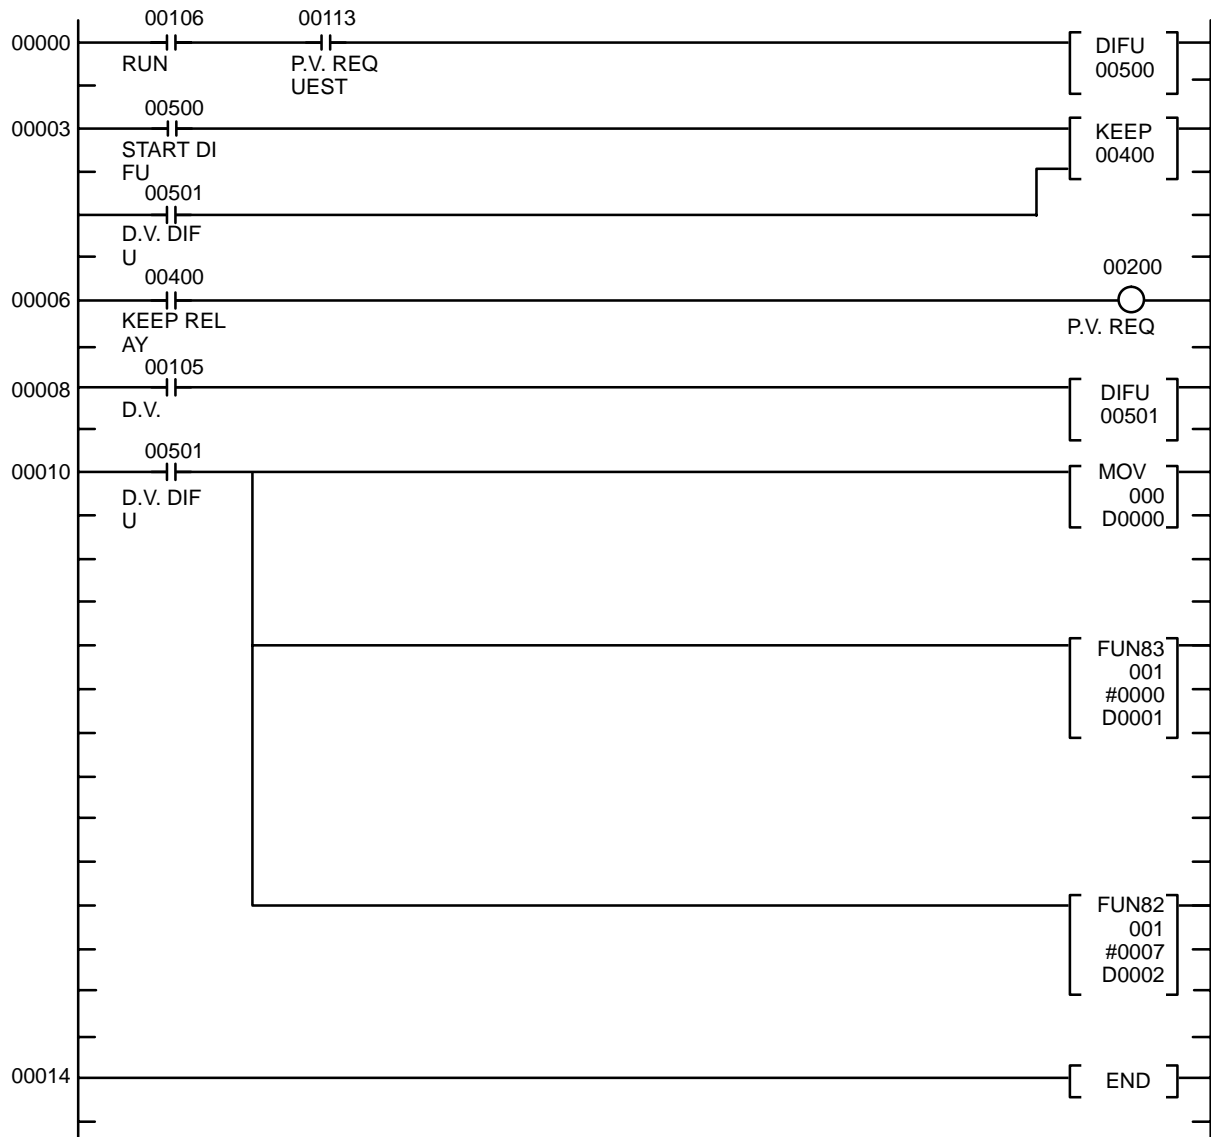 00106 00113
00000 DIFU
RUN P.V. REQ 00500
UEST
00500
00003 KEEP
START DI 00400
FU
00501
D.V. DIF
U
00400 00200
00006
KEEP REL P.V. REQ
AY
00105
00008 DIFU
D.V. 00501
00501
00010 MOV
D.V. DIF 000
U D0000
FUN83
001
#0000
D0001
FUN82
001
#0007
D0002
00014 END